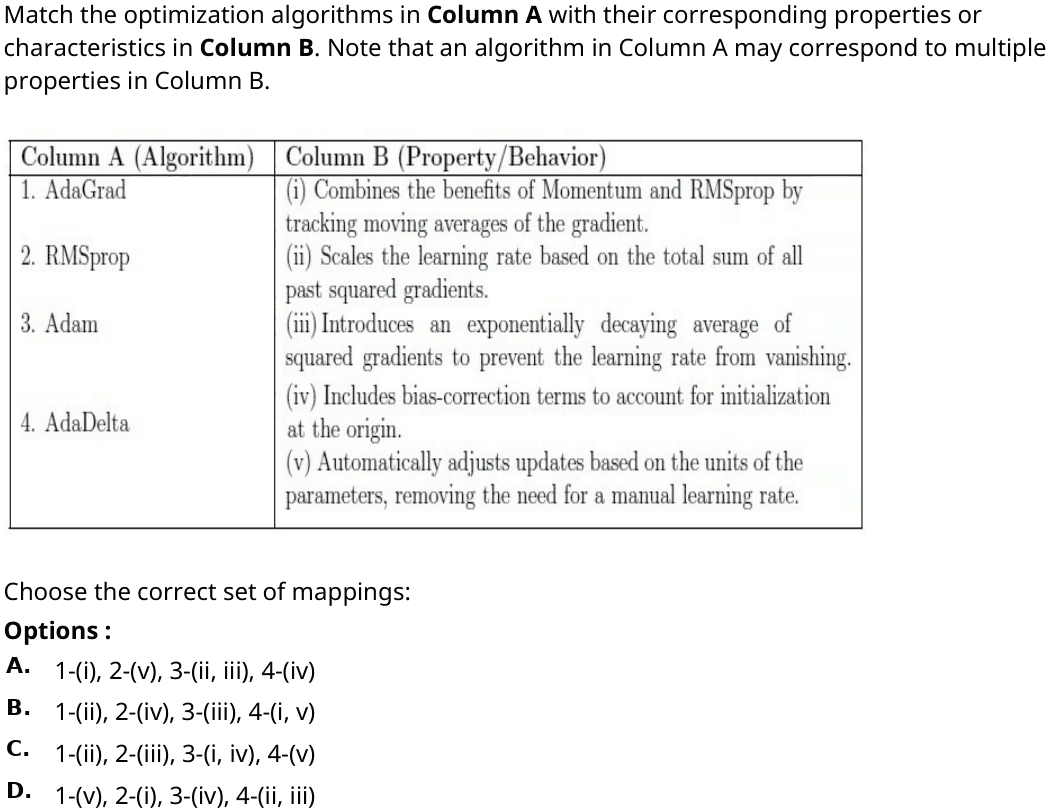 Match the optimization algorithms in Column A with their corresponding properties or
characteristics in Column B. Note that an algorithm in Column A may correspond to multiple
properties in Column B.
Column A (Algorithm) Column B (Property/Behavior)
1. AdaGrad (i) Combines the benefits of Momentum and RMSprop by
tracking moving averages of the gradient.
2. RMSprop (ii) Scales the learning rate based on the total sum of all
past squared gradients.
3. Adam (iii) Introduces an exponentially decaying average of
squared gradients to prevent the learning rate from vanishing.
(iv) Includes bias-correction terms to account for initialization
4. AdaDelta at the origin.
(v) Automatically adjusts updates based on the units of the
parameters, removing the need for a manual learning rate.
Choose the correct set of mappings:
Options :
A. 1-(i), 2-(v), 3-(ii, iii), 4-(iv)
B. 1-(ii), 2-(iv), 3-(iii), 4-(i, v)
C. 1-(ii), 2-(iii), 3-(i, iv), 4-(v)
D. 1-(v), 2-(i), 3-(iv), 4-(ii, iii)